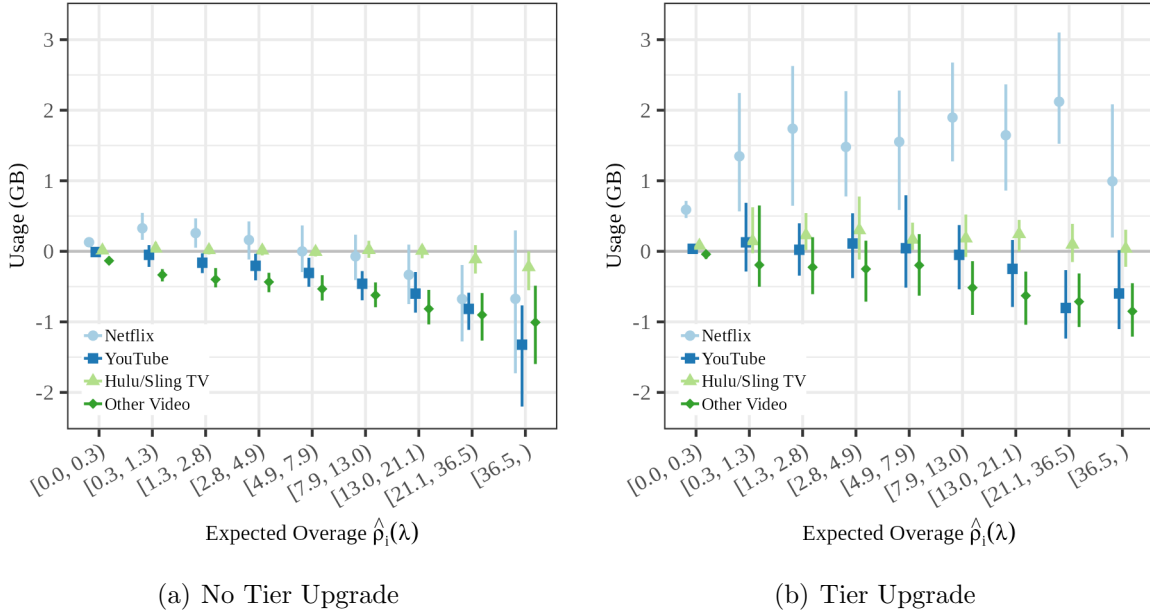 3
2
1
0
-1
-2
Usage (GB)
Netflix
YouTube
Hulu/Sling TV
Other Video
[0.0, 0.3)
[0.3, 1.3)
[1.3, 2.8)
[2.8, 4.9)
[4.9, 7.9)
[7.9, 13.0)
[13.0, 21.1)
[21.1, 36.5)
[36.5, )
Expected Overage ρ̂ᵢ(λ)
(a) No Tier Upgrade
3
2
1
0
-1
-2
Usage (GB)
Netflix
YouTube
Hulu/Sling TV
Other Video
[0.0, 0.3)
[0.3, 1.3)
[1.3, 2.8)
[2.8, 4.9)
[4.9, 7.9)
[7.9, 13.0)
[13.0, 21.1)
[21.1, 36.5)
[36.5, )
Expected Overage ρ̂ᵢ(λ)
(b) Tier Upgrade